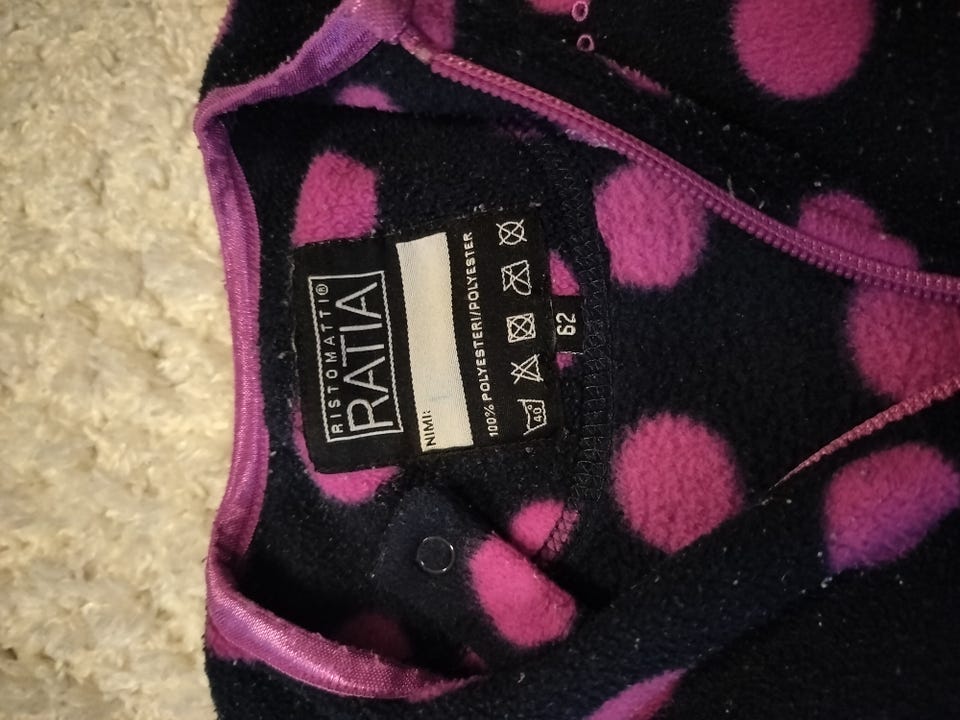 RISTOMATTI®
RATIA
NIMI:
100% POLYESTERI/POLYESTER
40°
62